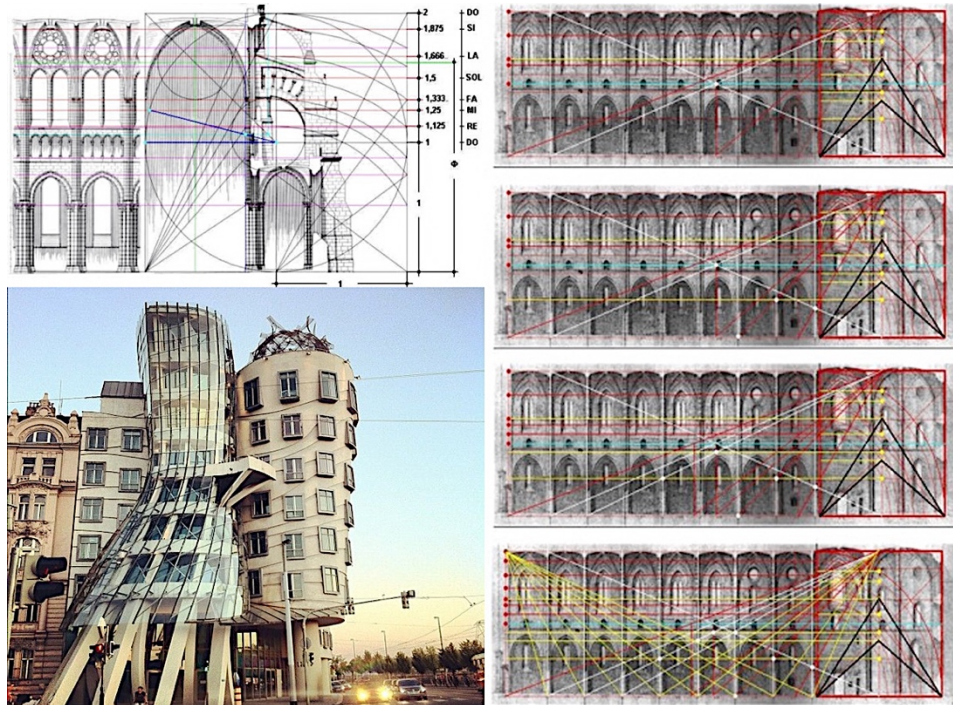 2 DO
1,875 SI
1,666 LA
1,5 SOL
1,333 FA
1,25 MI
1,125 RE
1 DO
Φ
1
1